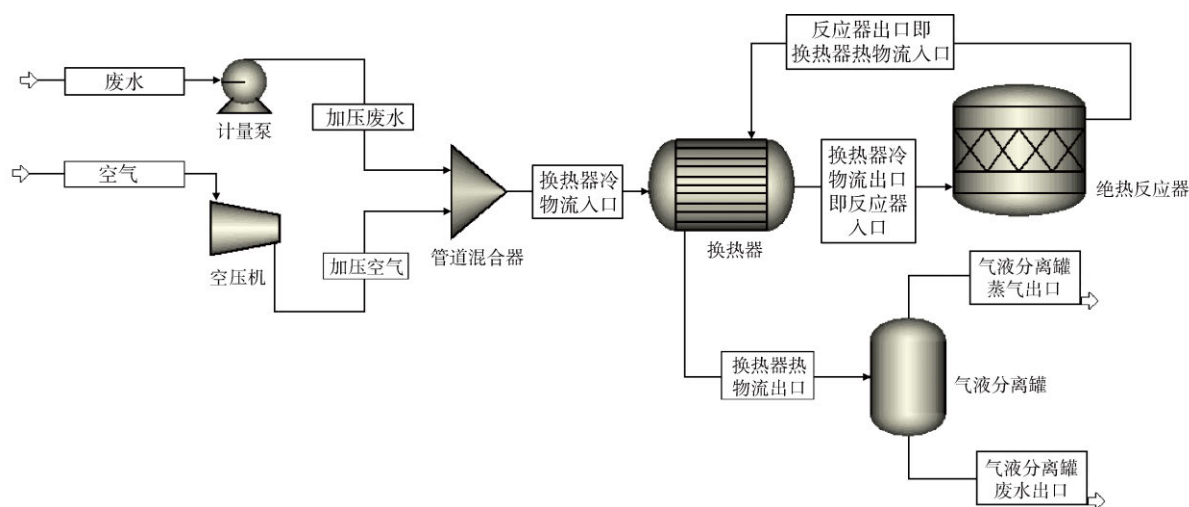 反应器出口即
换热器热物流入口
废水
计量泵
加压废水
空气
空压机
加压空气
管道混合器
换热器冷
物流入口
换热器
换热器冷
物流出口
即反应器
入口
绝热反应器
气液分离罐
蒸气出口
换热器热
物流出口
气液分离罐
气液分离罐
废水出口